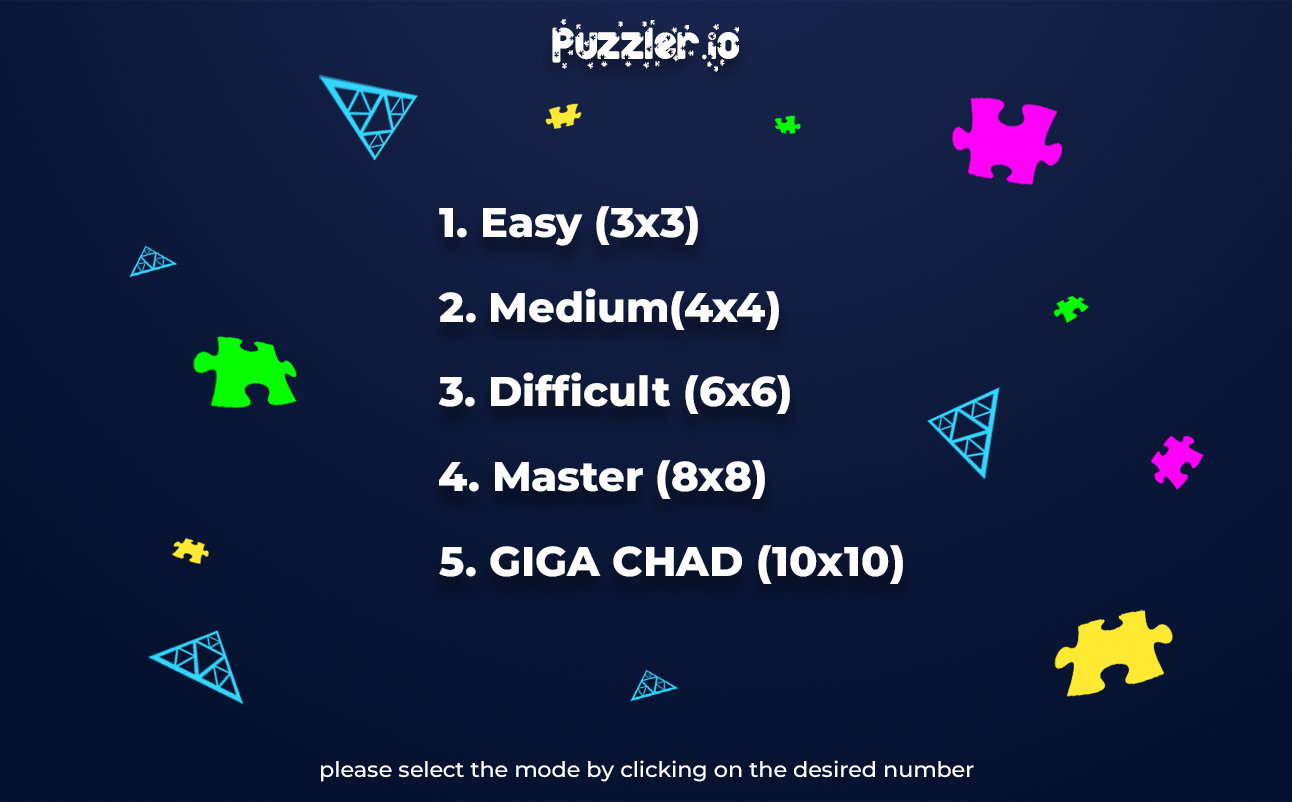 Puzzler.io
1. Easy (3x3)
2. Medium(4x4)
3. Difficult (6x6)
4. Master (8x8)
5. GIGA CHAD (10x10)
please select the mode by clicking on the desired number